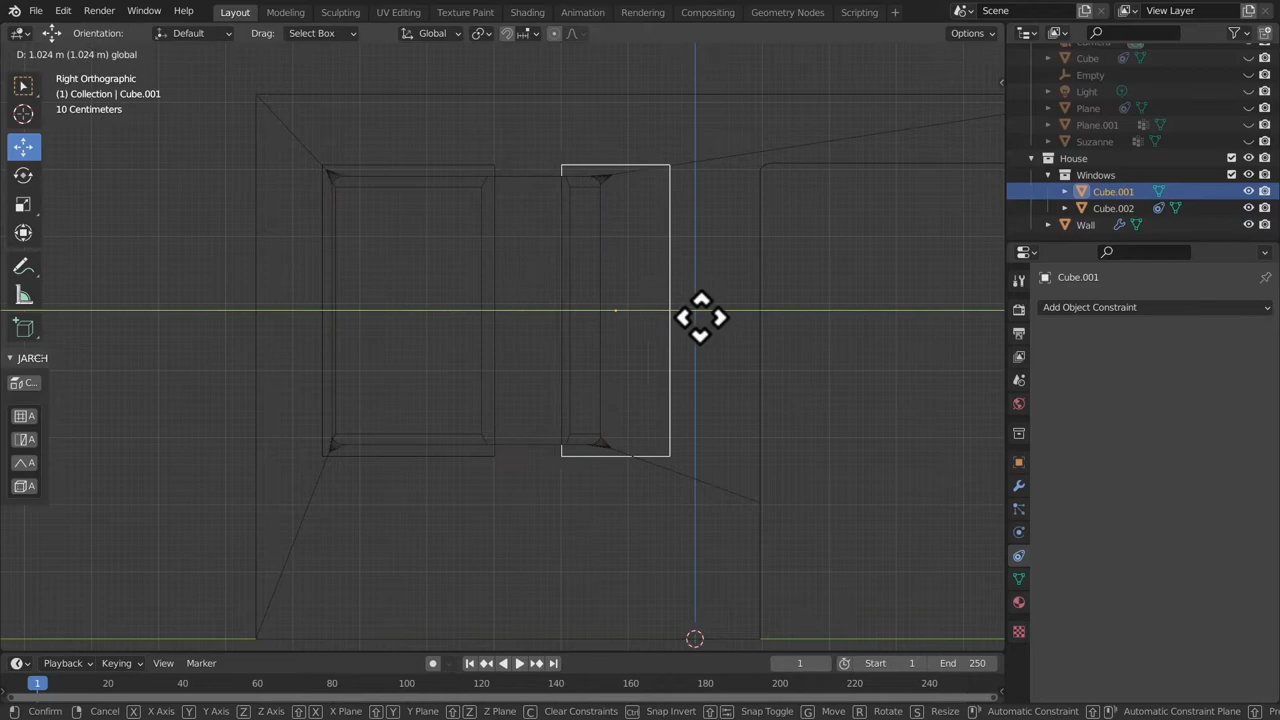 File Edit Render Window Help Layout Modeling Sculpting UV Editing Texture Paint Shading Animation Rendering Compositing Geometry Nodes Scripting + Scene View Layer
Orientation: Default Drag: Select Box Global Options
D: 1.024 m (1.024 m) global
Right Orthographic
(1) Collection | Cube.001
10 Centimeters
Camera
Cube
Empty
Light
Plane
Plane.001
Suzanne
House
Windows
Cube.001
Cube.002
Wall
Cube.001
Add Object Constraint
JARCH
C...
A
A
A
A
Playback Keying View Marker 1 Start 1 End 250
1 20 40 60 80 100 120 140 160 180 200 220 240
Confirm Cancel X X Axis Y Y Axis Z Z Axis X X Plane Y Y Plane Z Z Plane C Clear Constraints Ctrl Snap Invert Snap Toggle G Move R Rotate S Resize Automatic Constraint Automatic Constraint Plane Pre